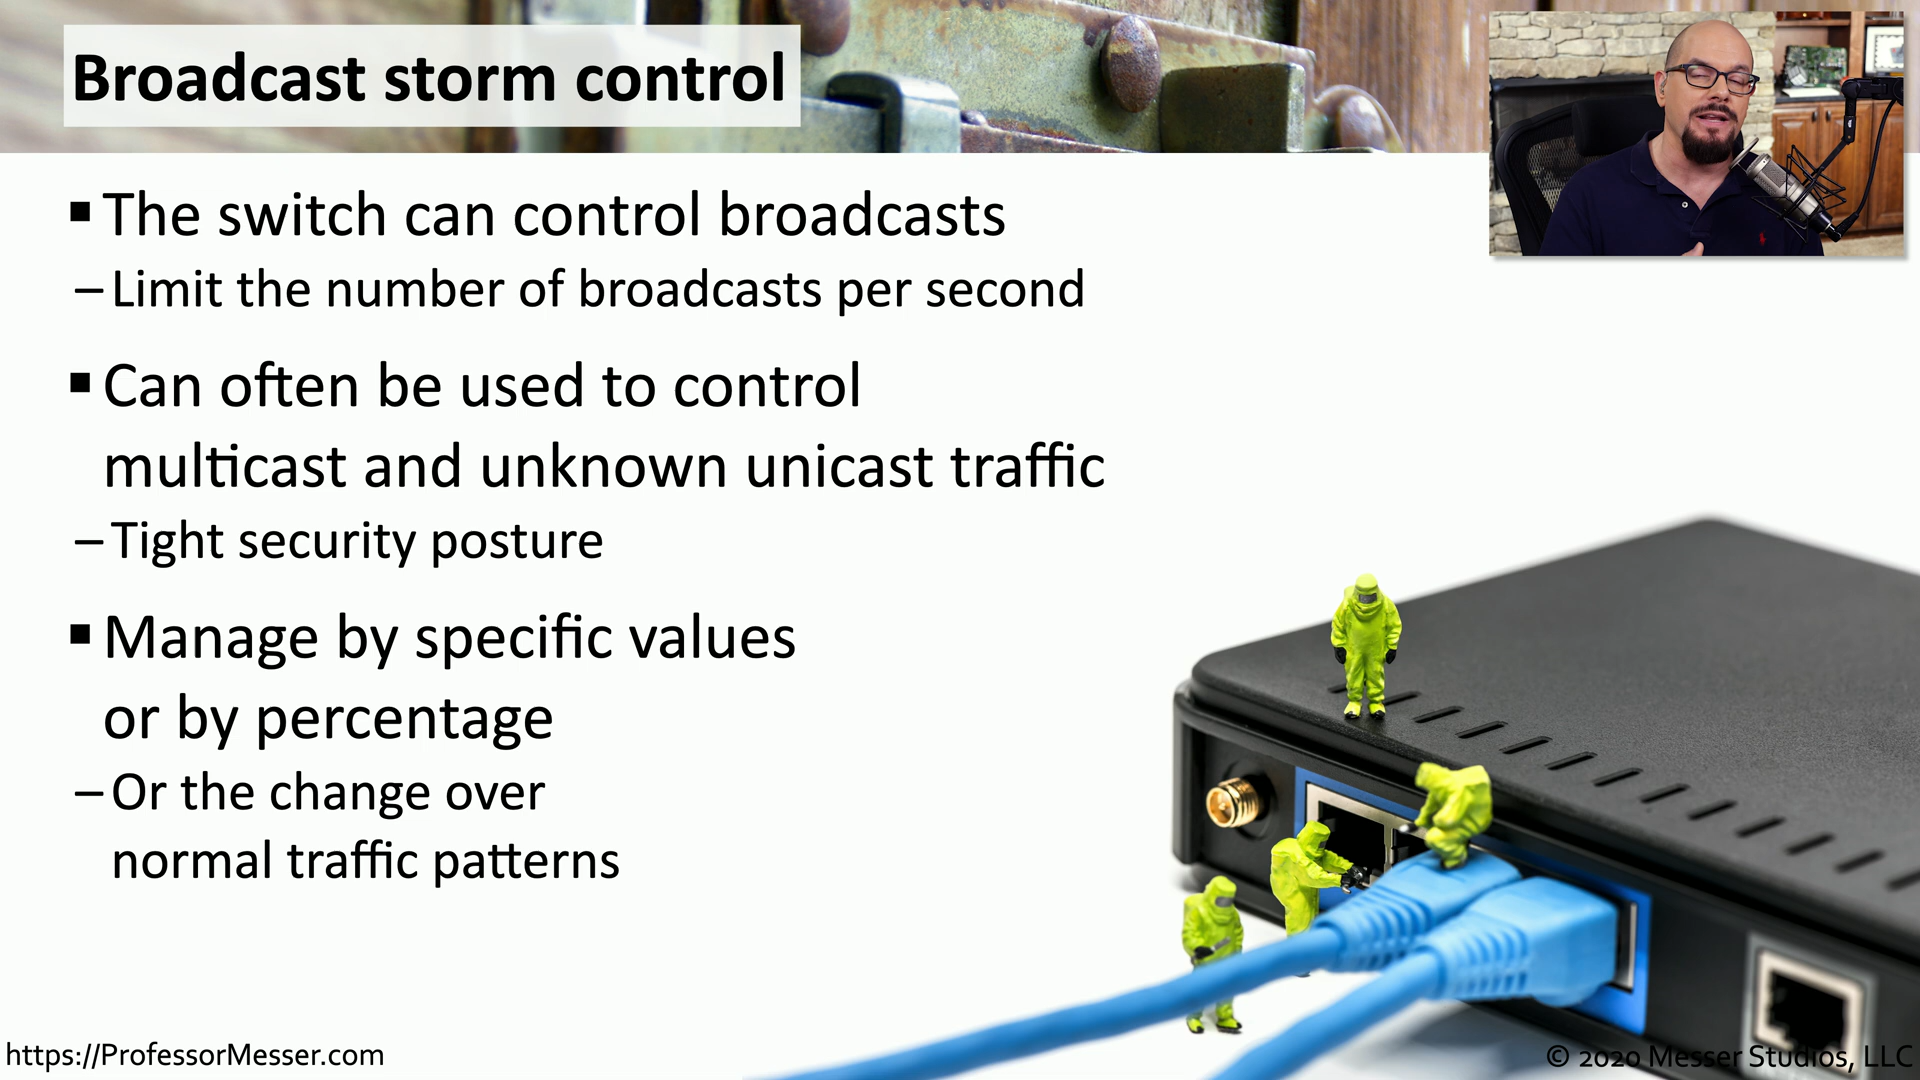 Broadcast storm control
▪ The switch can control broadcasts
– Limit the number of broadcasts per second
▪ Can often be used to control
multicast and unknown unicast traffic
– Tight security posture
▪ Manage by specific values
or by percentage
– Or the change over
normal traffic patterns
https://ProfessorMesser.com
© 2020 Messer Studios, LLC